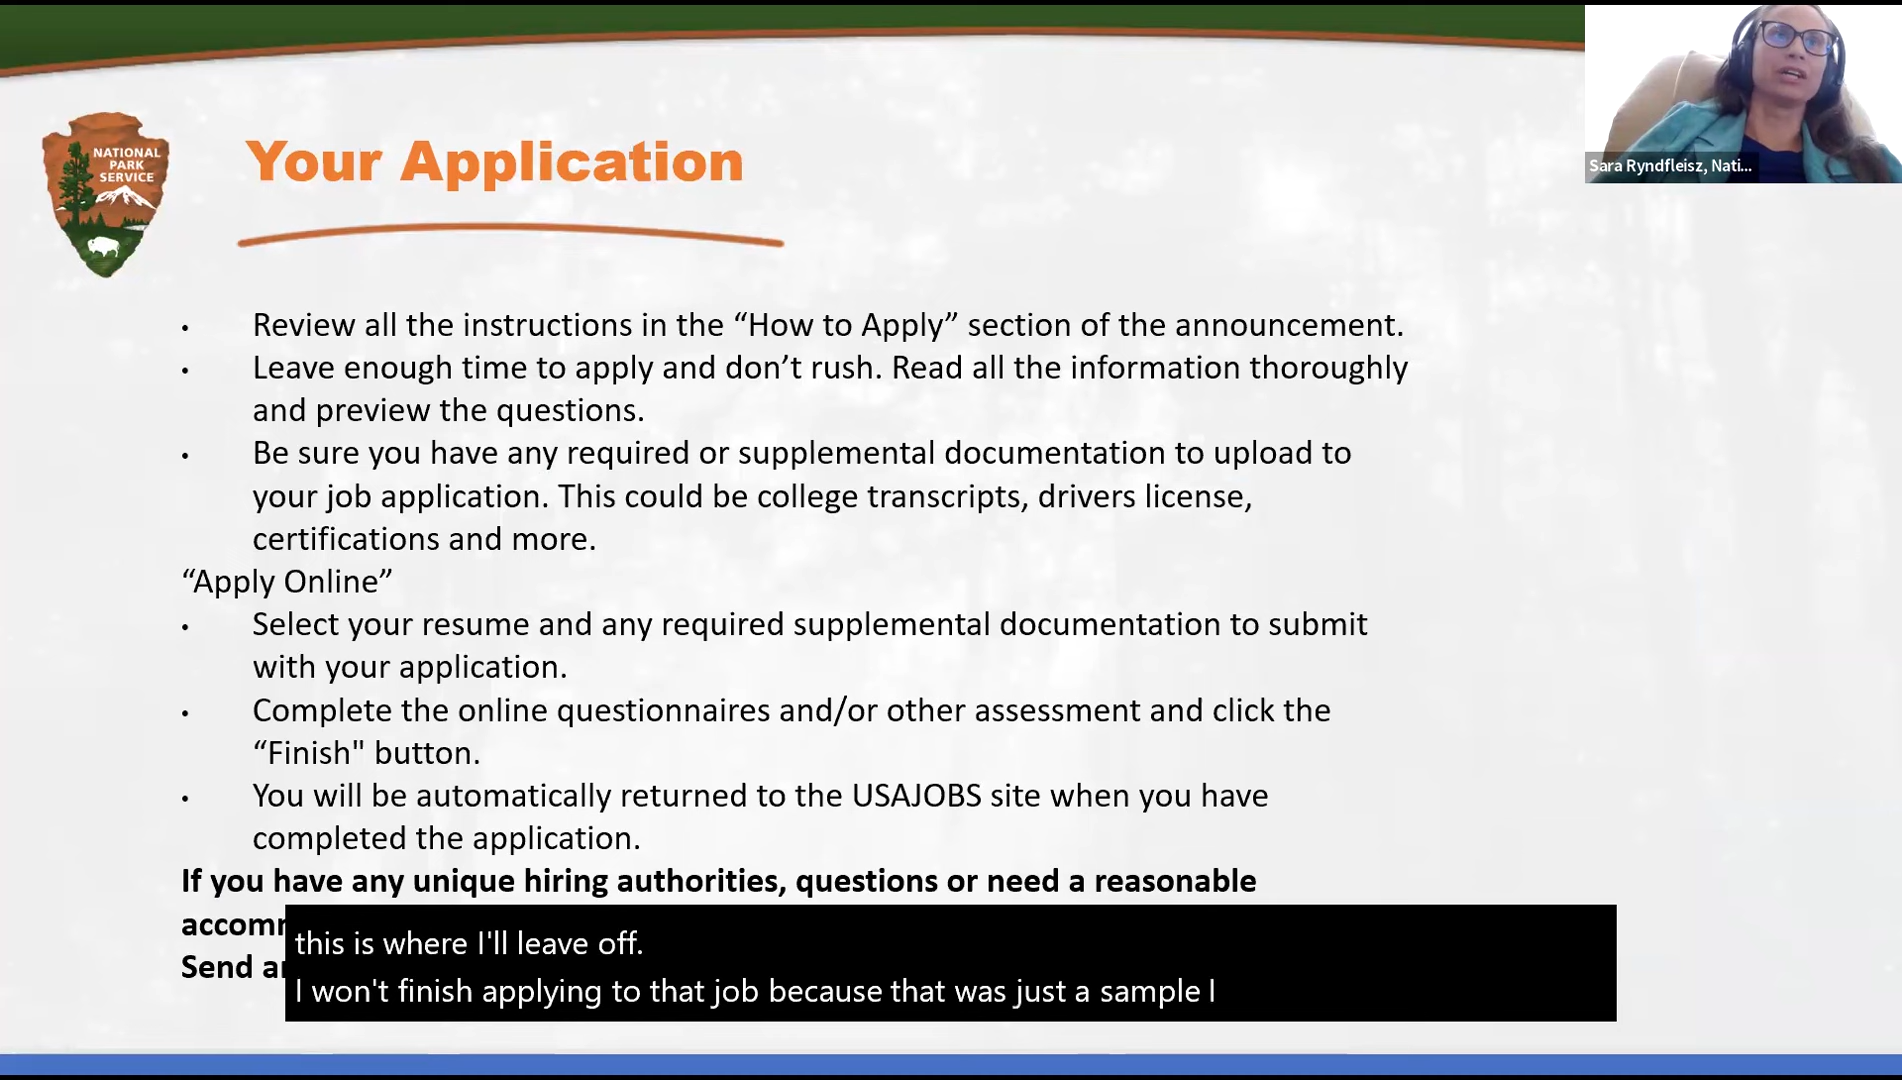 NATIONAL
PARK
SERVICE
Your Application
Sara Ryndfleisz, Nati...
• Review all the instructions in the “How to Apply” section of the announcement.
• Leave enough time to apply and don’t rush. Read all the information thoroughly
and preview the questions.
• Be sure you have any required or supplemental documentation to upload to
your job application. This could be college transcripts, drivers license,
certifications and more.
“Apply Online”
• Select your resume and any required supplemental documentation to submit
with your application.
• Complete the online questionnaires and/or other assessment and click the
“Finish" button.
• You will be automatically returned to the USAJOBS site when you have
completed the application.
If you have any unique hiring authorities, questions or need a reasonable
Send
this is where I'll leave off.
I won't finish applying to that job because that was just a sample I